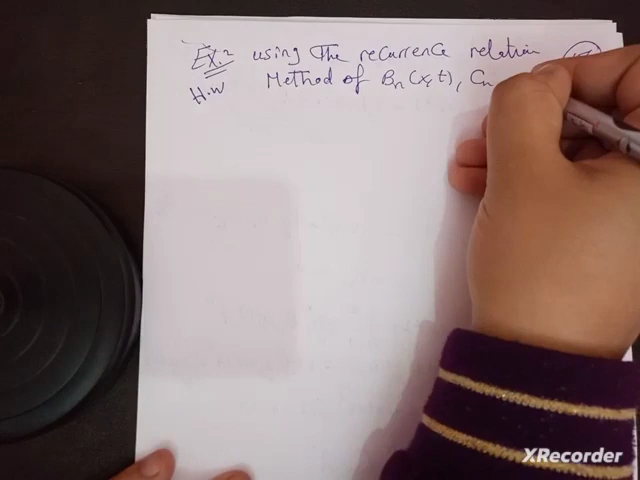 Ex.2 using The recurrence relation
H.W Method of Bn(x,t), Cn
XRecorder